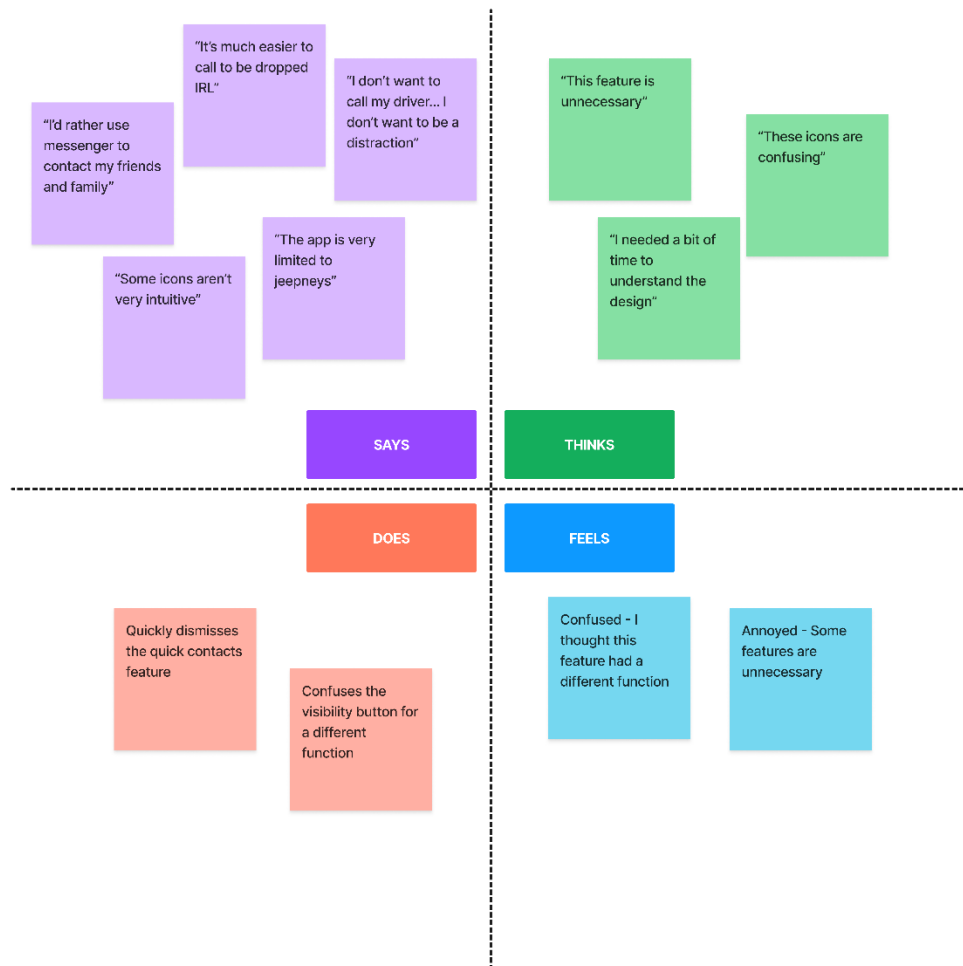 “It’s much easier to
call to be dropped
IRL”
“I don’t want to
call my driver... I
don’t want to be a
distraction”
“I’d rather use
messenger to
contact my friends
and family”
“The app is very
limited to
jeepneys”
“Some icons aren’t
very intuitive”
“This feature is
unnecessary”
“These icons are
confusing”
“I needed a bit of
time to
understand the
design“
SAYS
THINKS
DOES
FEELS
Quickly dismisses
the quick contacts
feature
Confuses the
visibility button for
a different
function
Confused - I
thought this
feature had a
different function
Annoyed - Some
features are
unnecessary